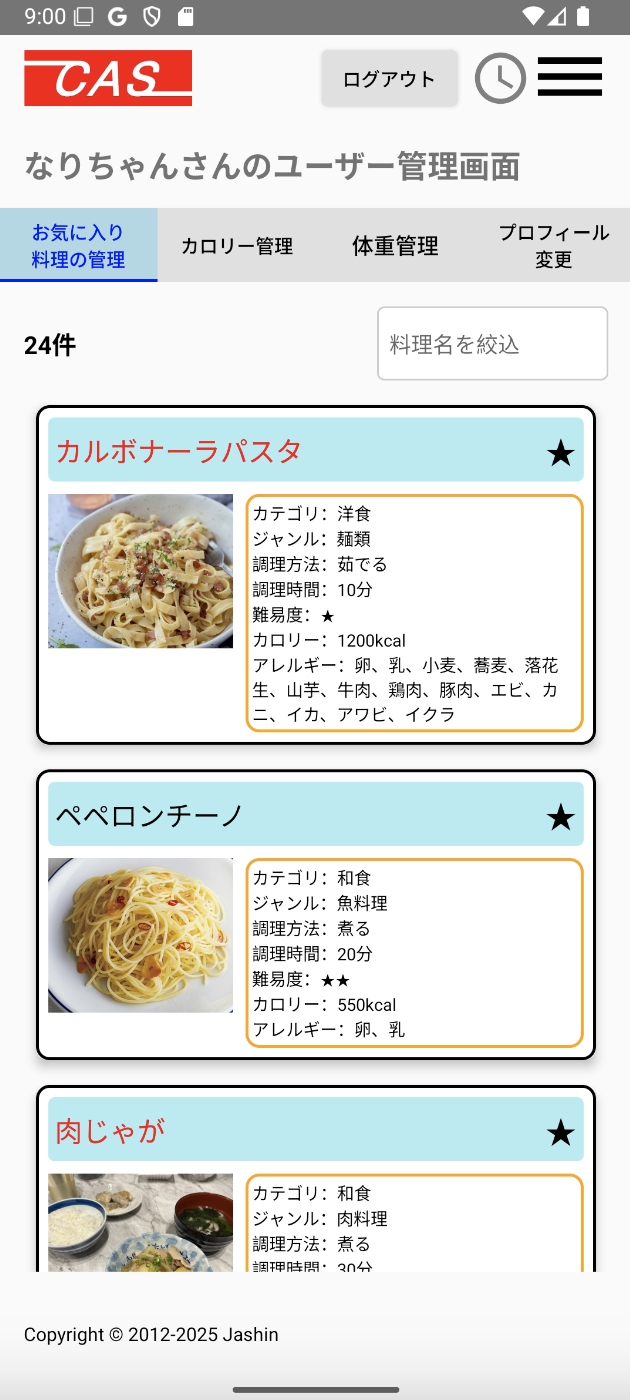 9:00
CAS
ログアウト
なりちゃんさんのユーザー管理画面
お気に入り
料理の管理
カロリー管理
体重管理
プロフィール
変更
24件
料理名を絞込
カルボナーラパスタ
★
カテゴリ：洋食
ジャンル：麺類
調理方法：茹でる
調理時間：10分
難易度：★
カロリー：1200kcal
アレルギー：卵、乳、小麦、蕎麦、落花
生、山芋、牛肉、鶏肉、豚肉、エビ、カ
ニ、イカ、アワビ、イクラ
ペペロンチーノ
★
カテゴリ：和食
ジャンル：魚料理
調理方法：煮る
調理時間：20分
難易度：★★
カロリー：550kcal
アレルギー：卵、乳
肉じゃが
★
カテゴリ：和食
ジャンル：肉料理
調理方法：煮る
調理時間：30分
Copyright © 2012-2025 Jashin